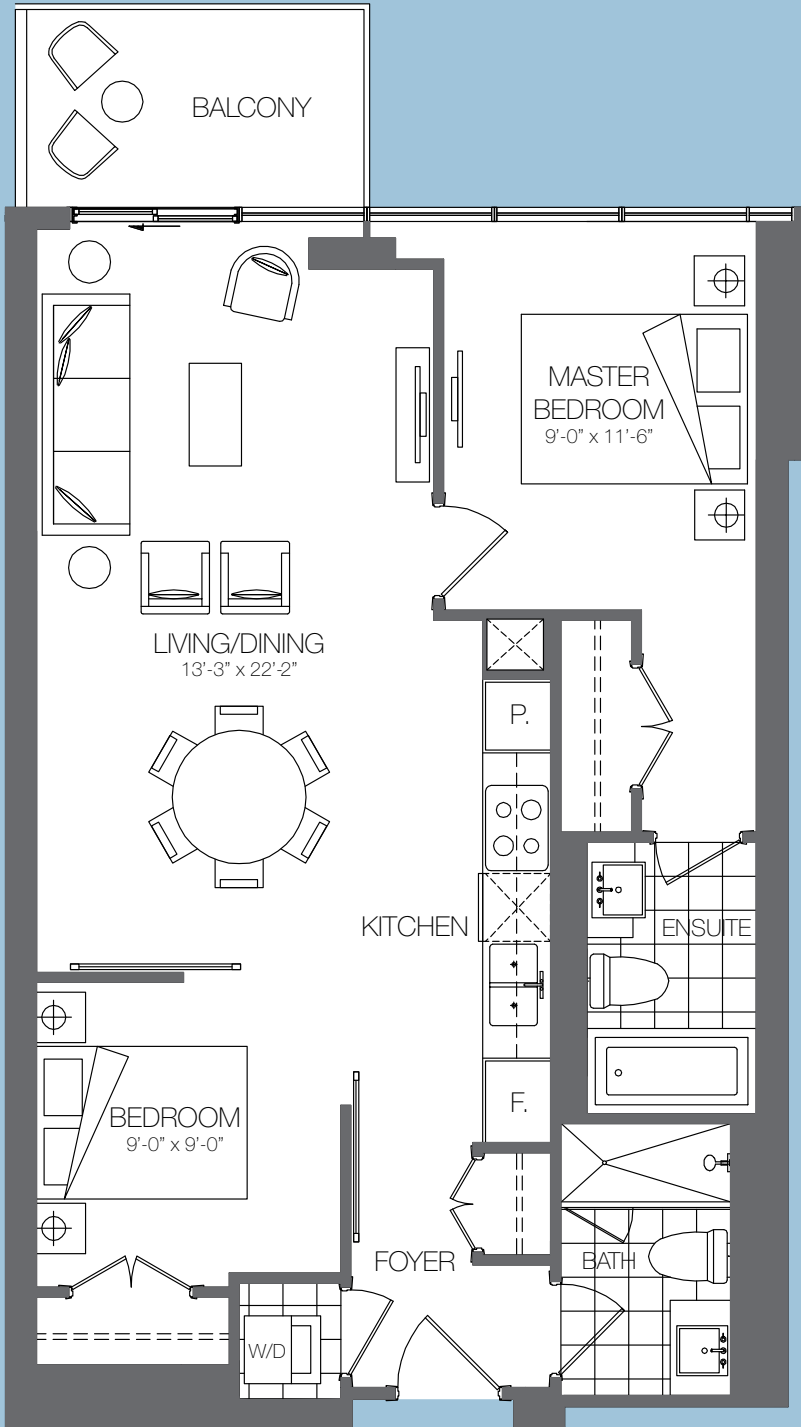 BALCONY
MASTER
BEDROOM
9'-0" x 11'-6"
LIVING/DINING
13'-3" x 22'-2"
P.
KITCHEN
ENSUITE
F.
BEDROOM
9'-0" x 9'-0"
FOYER
BATH
W/D